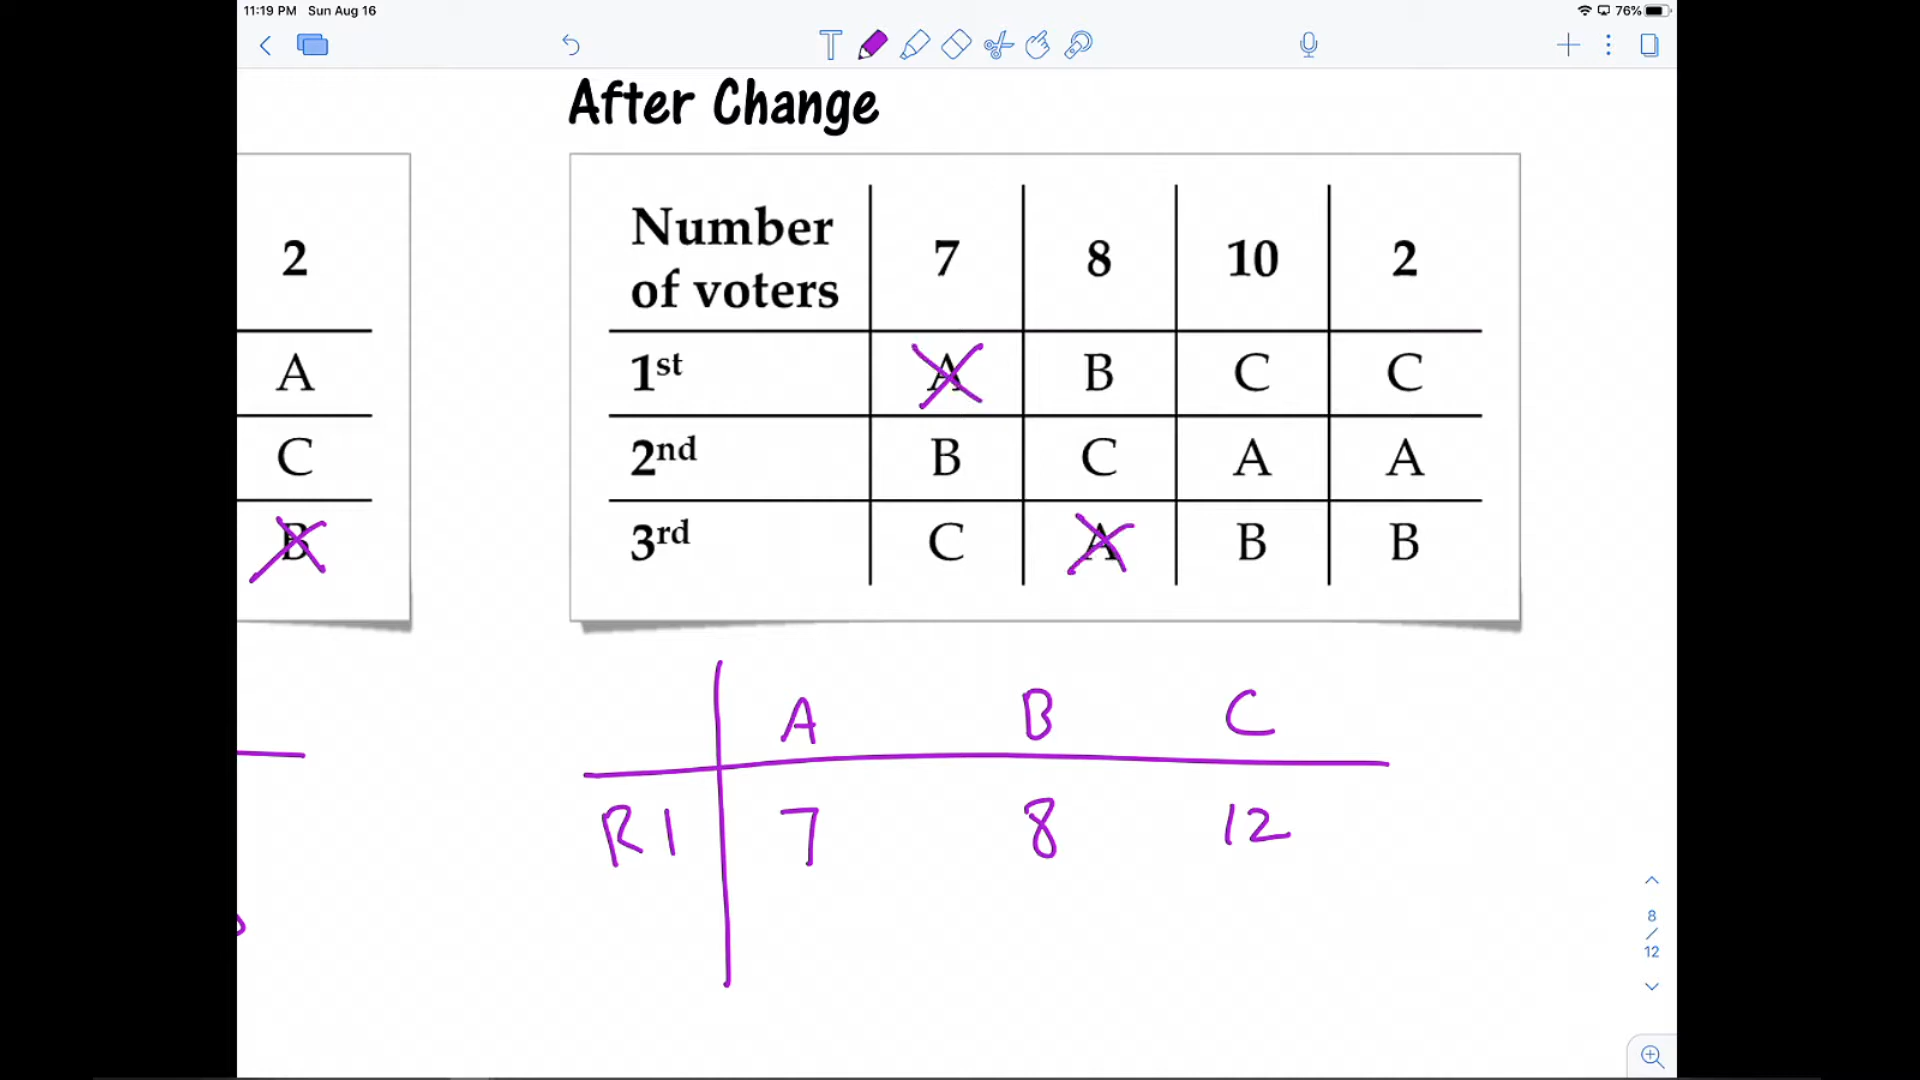 11:19 PM Sun Aug 16
76%
T
After Change
2
A
C
B
Number of voters 7 8 10 2
1st A B C C
2nd B C A A
3rd C A B B
A B C
R1 7 8 12
8
/
12